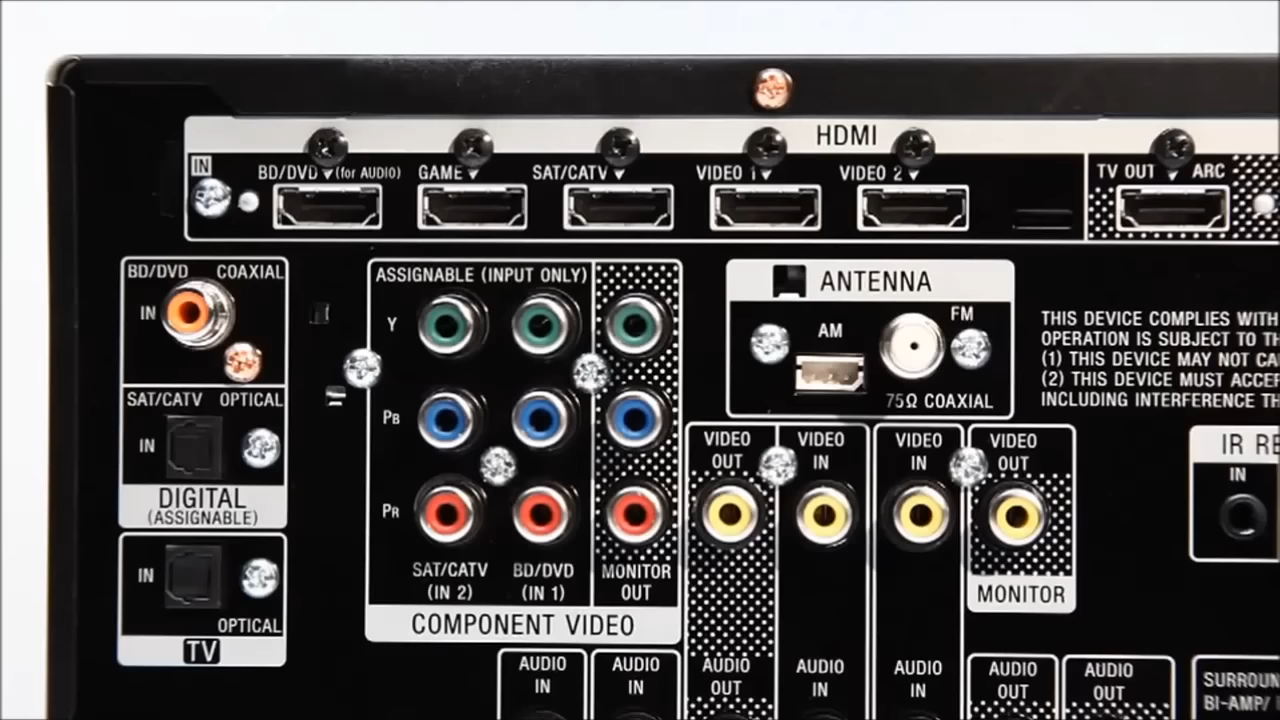 HDMI
IN
BD/DVD (for AUDIO)
GAME
SAT/CATV
VIDEO 1
VIDEO 2
TV OUT
ARC
BD/DVD COAXIAL
IN
SAT/CATV OPTICAL
IN
DIGITAL
(ASSIGNABLE)
IN
OPTICAL
TV
ASSIGNABLE (INPUT ONLY)
Y
PB
PR
SAT/CATV
(IN 2)
BD/DVD
(IN 1)
MONITOR
OUT
COMPONENT VIDEO
ANTENNA
AM
FM
75Ω COAXIAL
THIS DEVICE COMPLIES WITH
OPERATION IS SUBJECT TO
(1) THIS DEVICE MAY NOT
(2) THIS DEVICE MUST
INCLUDING INTERFERENCE
VIDEO
OUT
VIDEO
IN
VIDEO
IN
VIDEO
OUT
MONITOR
IR
IN
AUDIO
IN
AUDIO
IN
AUDIO
OUT
AUDIO
IN
AUDIO
IN
AUDIO
OUT
AUDIO
OUT
BI-AMP/